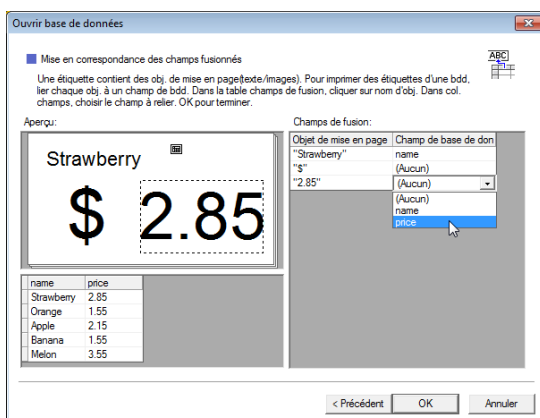 Ouvrir base de données
Mise en correspondance des champs fusionnés
ABC
Une étiquette contient des obj. de mise en page(texte/images). Pour imprimer des étiquettes d'une bdd,
lier chaque obj. à un champ de bdd. Dans la table champs de fusion, cliquer sur nom d'obj. Dans col.
champs, choisir le champ à relier. OK pour terminer.
Aperçu:
Strawberry
$ 2.85
name price
Strawberry 2.85
Orange 1.55
Apple 2.15
Banana 1.55
Melon 3.55
Champs de fusion:
Objet de mise en page Champ de base de don
"Strawberry" name
"$" (Aucun)
"2.85" (Aucun)
(Aucun)
name
price
< Précédent OK Annuler